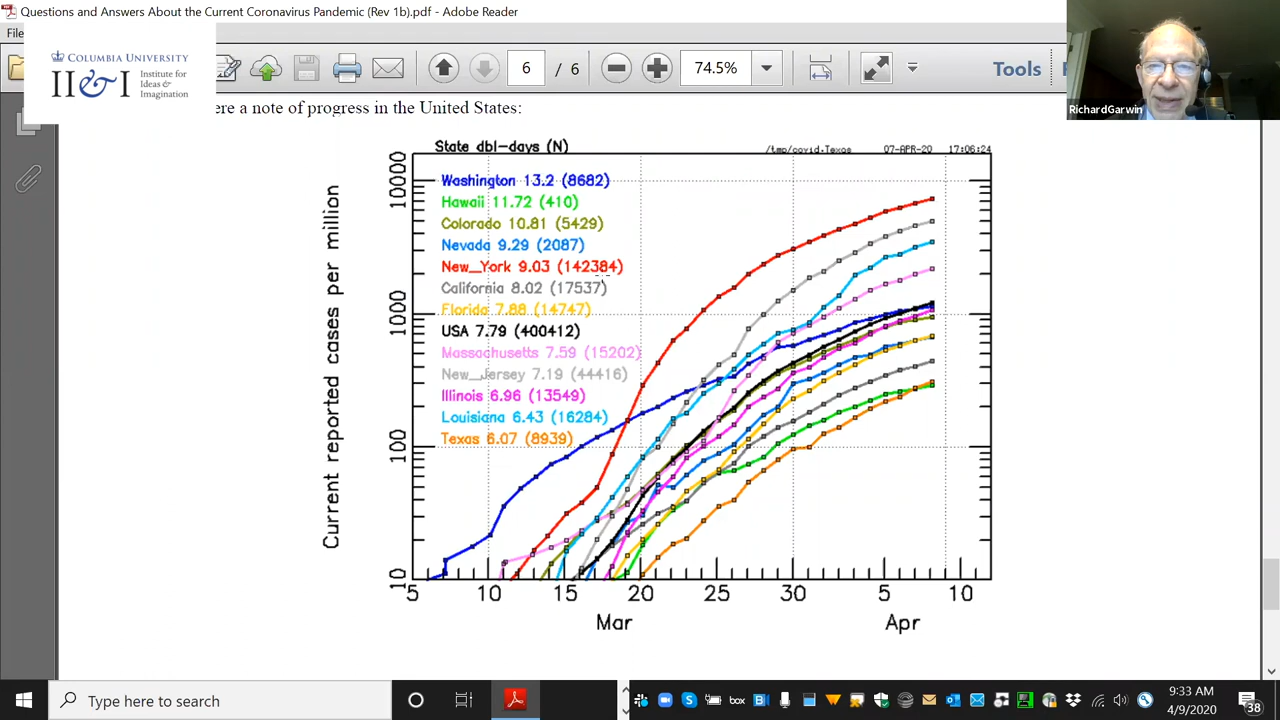 Questions and Answers About the Current Coronavirus Pandemic (Rev 1b).pdf - Adobe Reader
File
COLUMBIA UNIVERSITY
II&I
Institute for
Ideas &
Imagination
6 / 6
74.5%
Tools
RichardGarwin
ere a note of progress in the United States:
State dbl-days (N)
/tmp/covid.Texas 07-APR-20 17:06:24
Washington 13.2 (8682)
Hawaii 11.72 (410)
Colorado 10.81 (5429)
Nevada 9.29 (2087)
New_York 9.03 (142384)
California 8.02 (17537)
Florida 7.88 (14747)
USA 7.79 (400412)
Massachusetts 7.59 (15202)
New_Jersey 7.19 (44416)
Illinois 6.96 (13549)
Louisiana 6.43 (16284)
Texas 6.07 (8939)
Current reported cases per million
10000
1000
100
10
5 10 15 20 25 30 5 10
Mar Apr
Type here to search
box
9:33 AM
4/9/2020
38